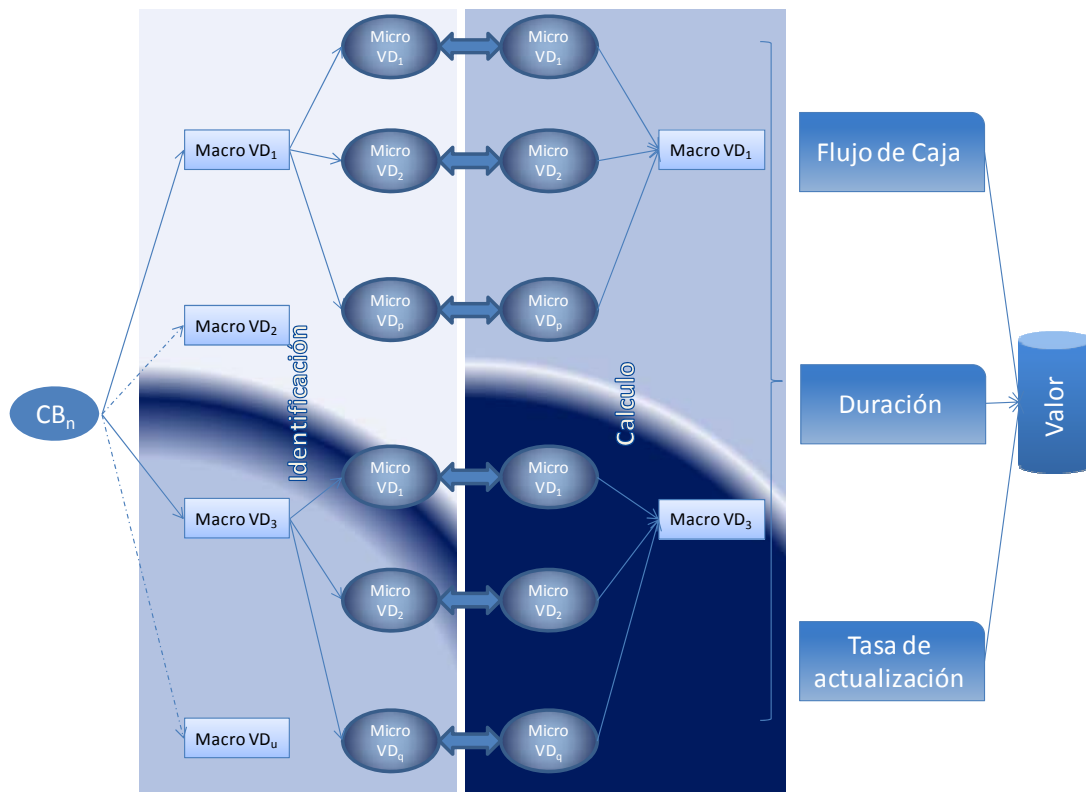 CBₙ
Macro VD₁
Macro VD₂
Macro VD₃
Macro VDᵤ
Identificación
Micro
VD₁
Micro
VD₂
Micro
VDₚ
Micro
VD₁
Micro
VD₂
Micro
VD_q
Micro
VD₁
Micro
VD₂
Micro
VDₚ
Micro
VD₁
Micro
VD₂
Micro
VD_q
Calculo
Macro VD₁
Macro VD₃
Flujo de Caja
Duración
Tasa de
actualización
Valor